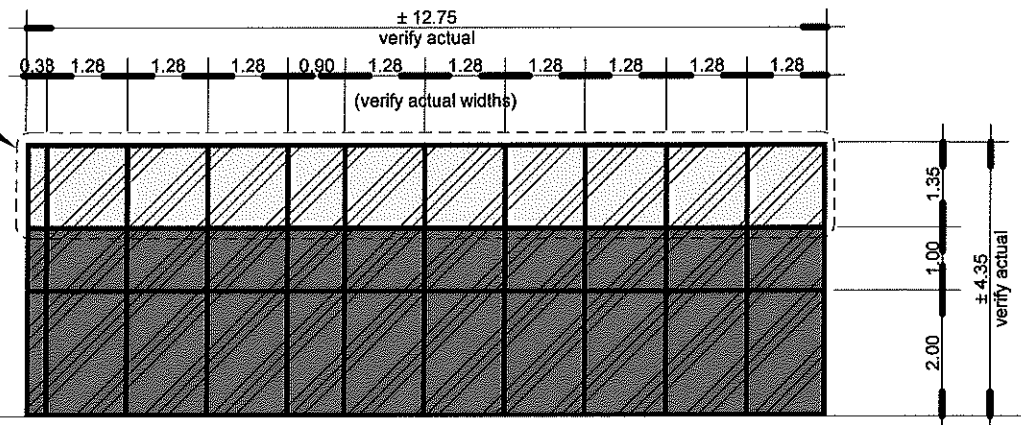 ± 12.75
verify actual
0.38 1.28 1.28 1.28 0.90 1.28 1.28 1.28 1.28 1.28 1.28
(verify actual widths)
1.35
1.00
2.00
± 4.35
verify actual